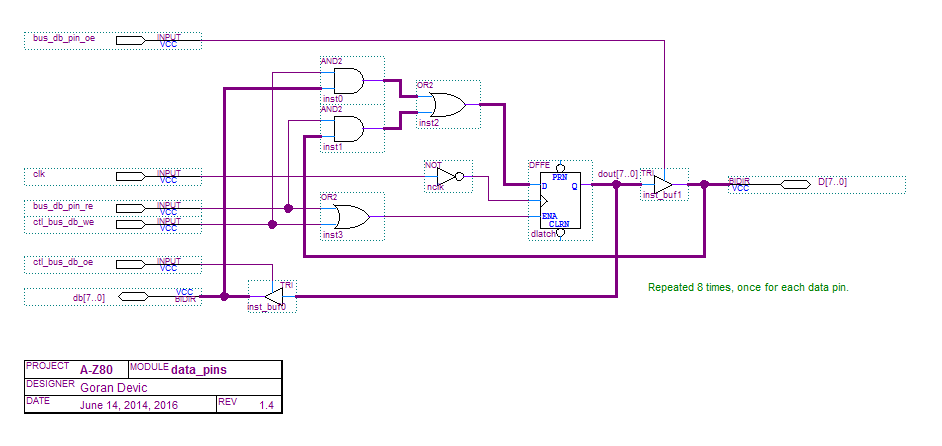 bus_db_pin_oe INPUT
VCC
AND2
inst0
OR2
inst2
AND2
inst1
clk INPUT
VCC
NOT
nclk
DFFE
PRN
D Q
ENA
CLRN
dlatch
dout[7..0] TRI
inst_buf1
BIDIR
VCC
D[7..0]
bus_db_pin_re INPUT
VCC
ctl_bus_db_we INPUT
VCC
OR2
inst3
ctl_bus_db_oe INPUT
VCC
db[7..0] VCC
BIDIR
TRI
inst_buf0
Repeated 8 times, once for each data pin.
PROJECT A-Z80 MODULE data_pins
DESIGNER Goran Devic
DATE June 14, 2014, 2016 REV 1.4